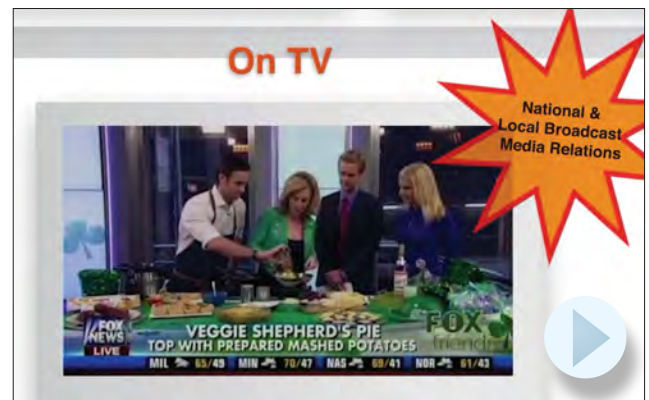 On TV
National &
Local Broadcast
Media Relations
FOX
NEWS
LIVE
VEGGIE SHEPHERD'S PIE
TOP WITH PREPARED MASHED POTATOES
FOX
friends
MIL 65/49 MIN 70/47 NAS 69/41 NOR 61/43